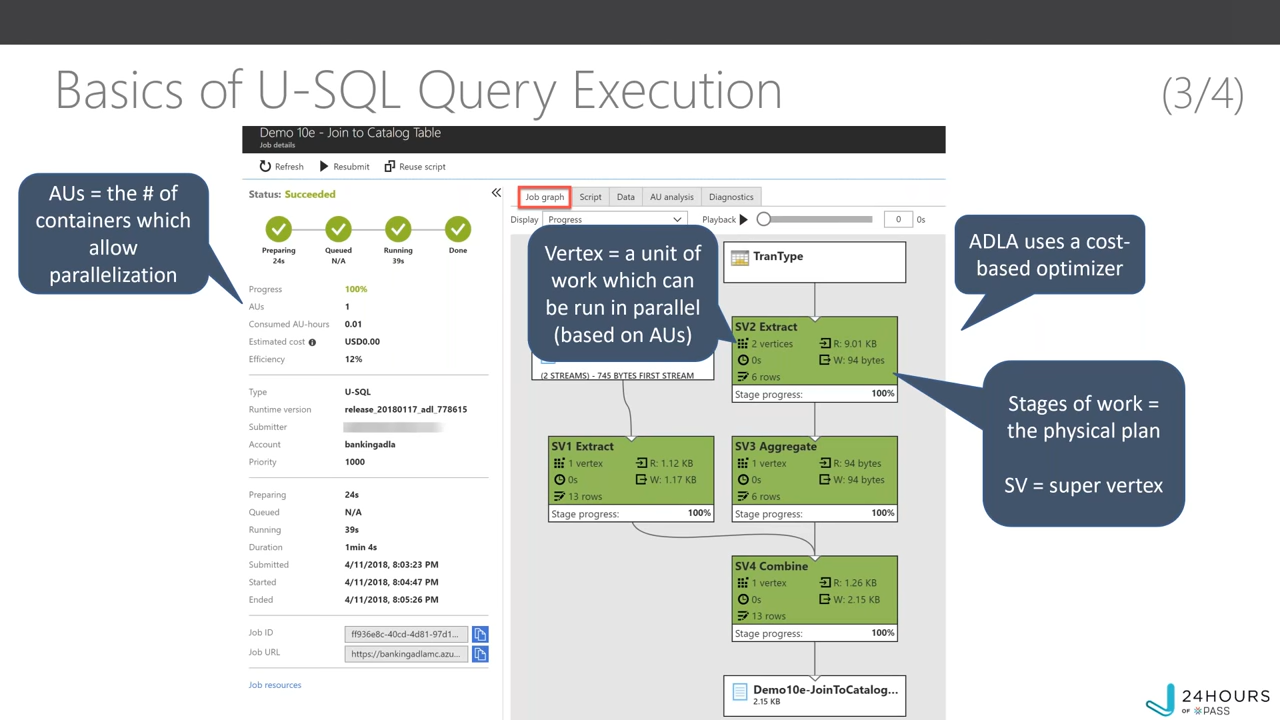 Basics of U-SQL Query Execution
(3/4)
Demo 10e - Join to Catalog Table
Job details
Refresh
Resubmit
Reuse script
AUs = the # of
containers which
allow
parallelization
Status: Succeeded
Preparing
24s
Queued
N/A
Running
39s
Done
Progress 100%
AUs 1
Consumed AU-hours 0.01
Estimated cost USD0.00
Efficiency 12%
Type U-SQL
Runtime version release_20180117_adl_778615
Submitter
Account bankingadla
Priority 1000
Preparing 24s
Queued N/A
Running 39s
Duration 1min 4s
Submitted 4/11/2018, 8:03:23 PM
Started 4/11/2018, 8:04:47 PM
Ended 4/11/2018, 8:05:26 PM
Job ID ff936e8c-40cd-4d81-97d1...
Job URL https://bankingadlamc.azu...
Job resources
Job graph
Script
Data
AU analysis
Diagnostics
Display Progress
Playback
0 0s
Vertex = a unit of
work which can
be run in parallel
(based on AUs)
(2 STREAMS) - 745 BYTES FIRST STREAM
TranType
SV2 Extract
2 vertices R: 9.01 KB
0s W: 94 bytes
6 rows
Stage progress: 100%
SV1 Extract
1 vertex R: 1.12 KB
0s W: 1.17 KB
13 rows
Stage progress: 100%
SV3 Aggregate
1 vertex R: 94 bytes
0s W: 94 bytes
6 rows
Stage progress: 100%
SV4 Combine
1 vertex R: 1.26 KB
0s W: 2.15 KB
13 rows
Stage progress: 100%
Demo10e-JoinToCatalog...
2.15 KB
ADLA uses a cost-
based optimizer
Stages of work =
the physical plan
SV = super vertex
24HOURS
OF PASS